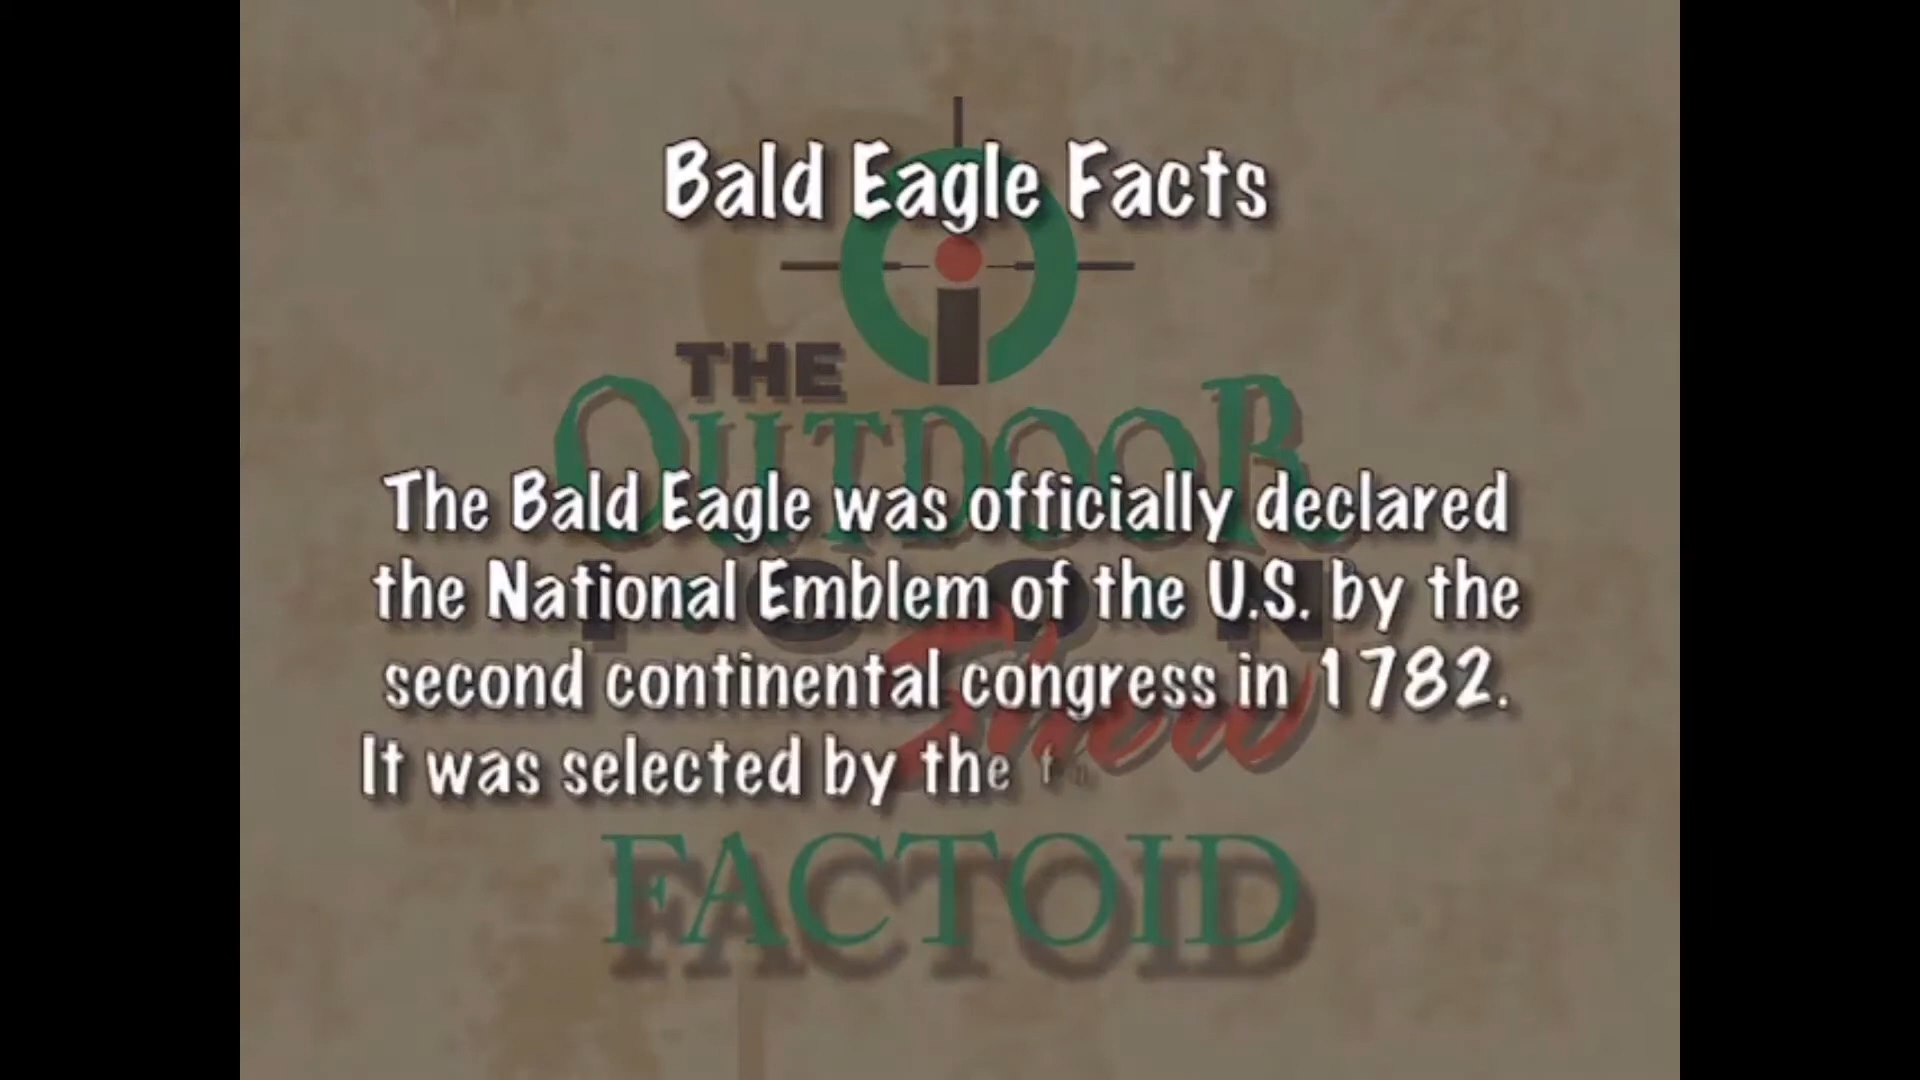 Bald Eagle Facts
THE
OUTDOOR
The Bald Eagle was officially declared
the National Emblem of the U.S. by the
second continental congress in 1782.
Show
It was selected by the
FACTOID